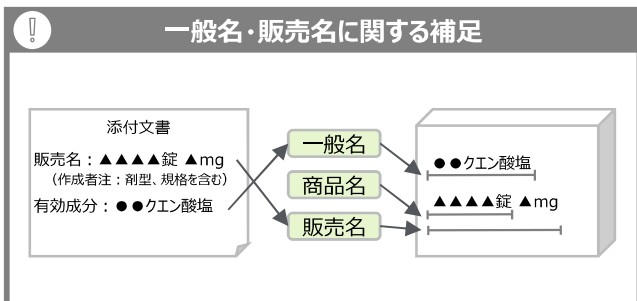 一般名・販売名に関する補足
添付文書
販売名：▲▲▲▲錠 ▲mg
（作成者注：剤型、規格を含む）
有効成分：●●クエン酸塩
一般名
商品名
販売名
●●クエン酸塩
▲▲▲▲錠 ▲mg